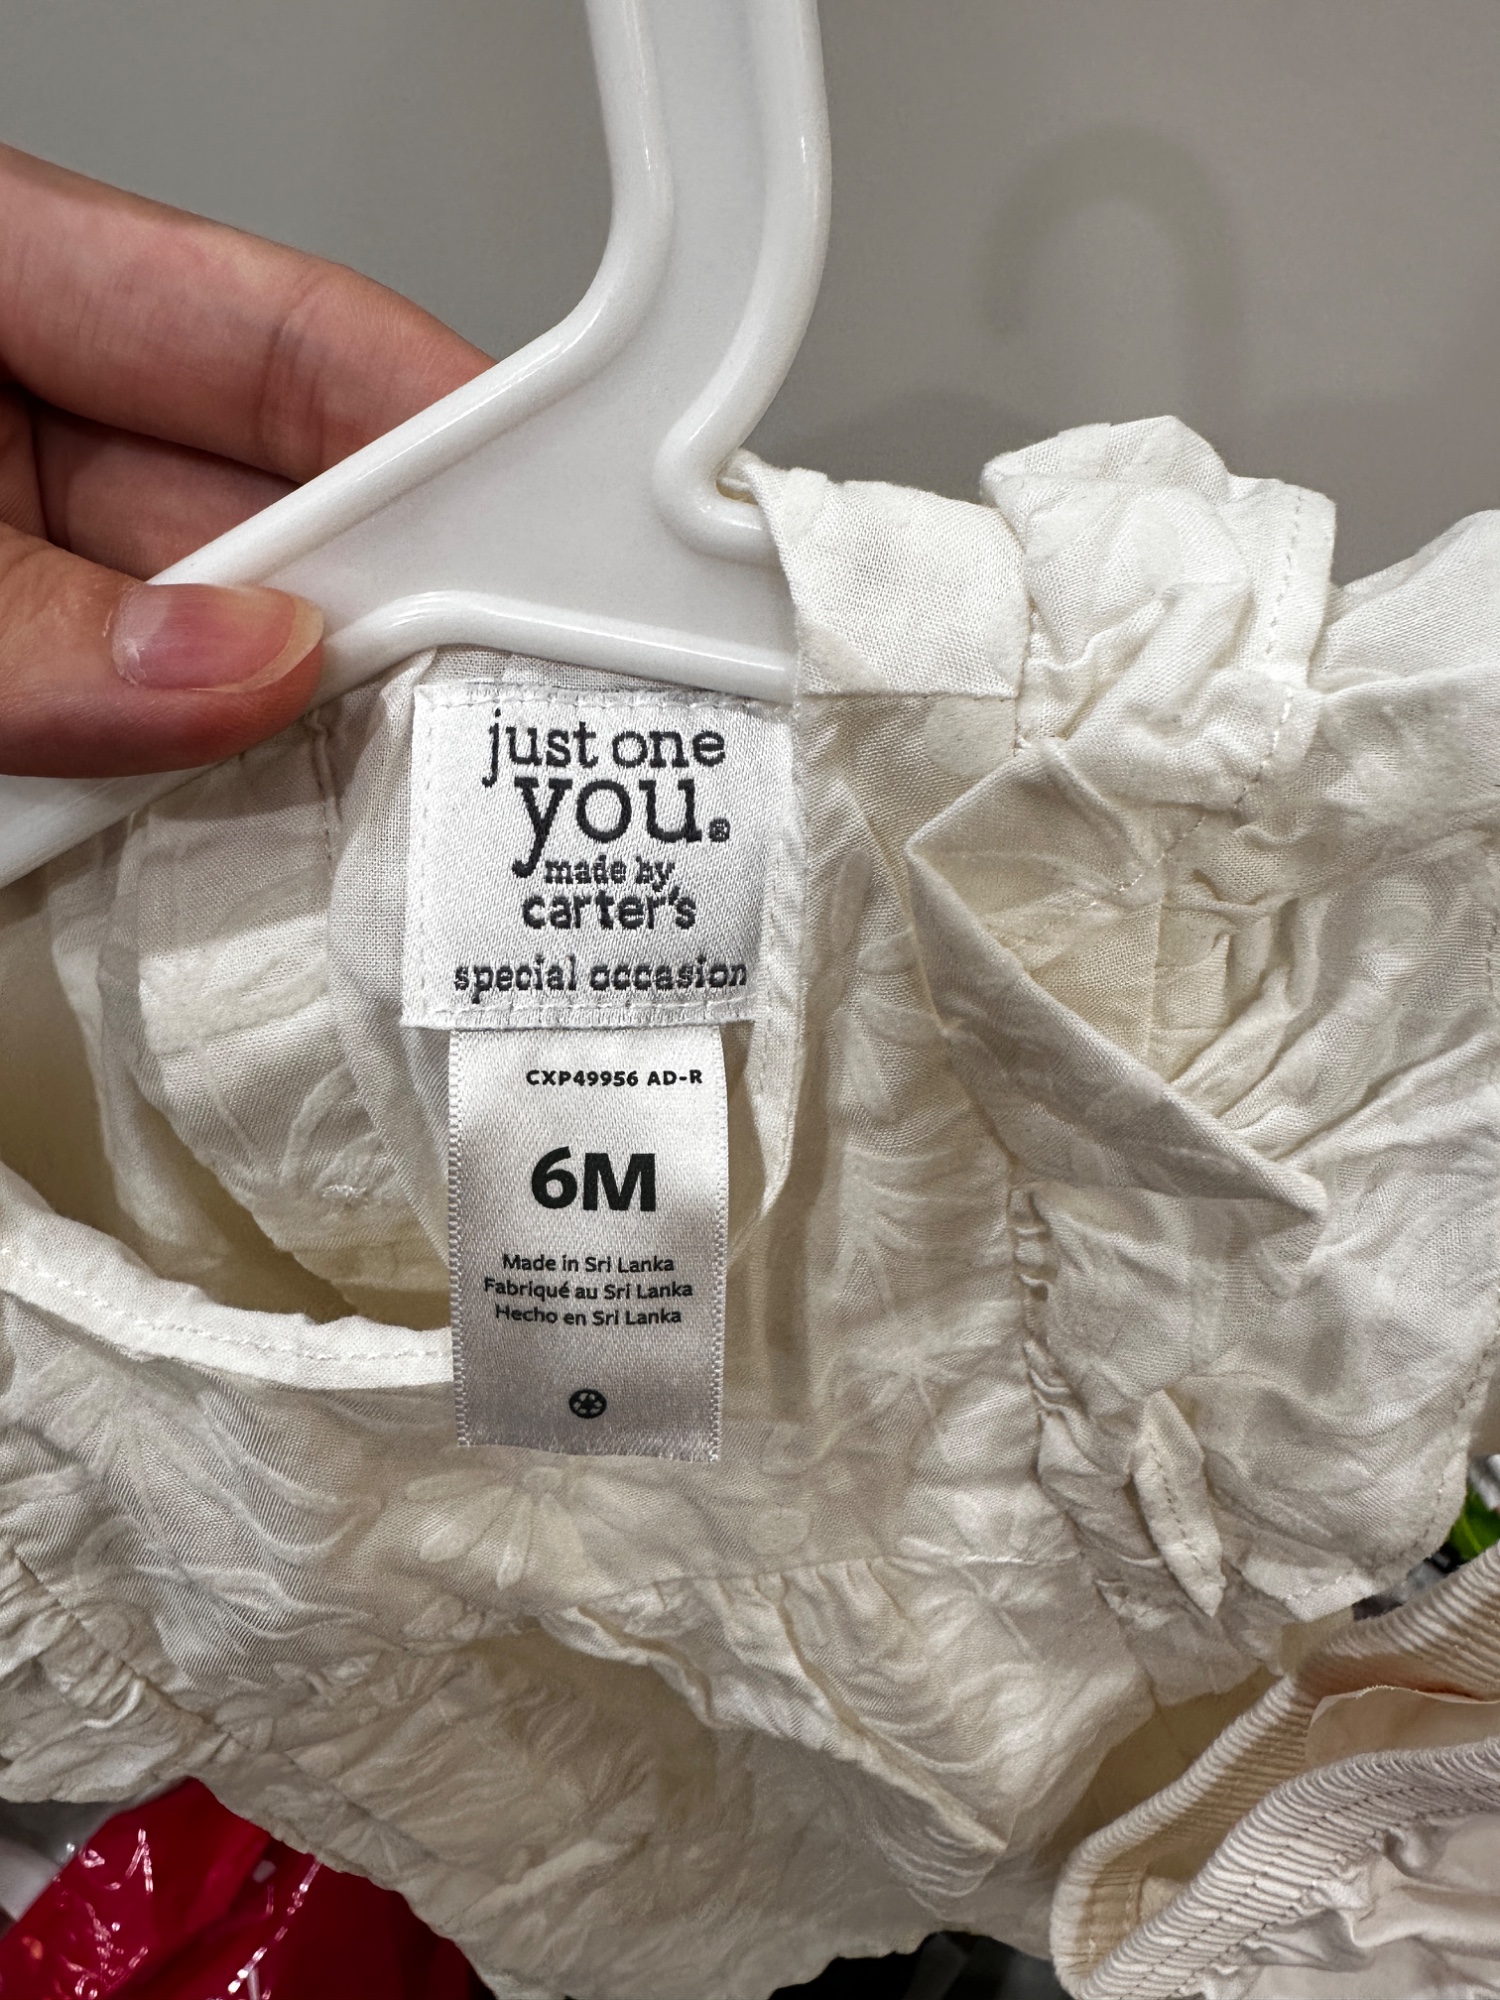 just one
you.®
made by
carter's
special occasion
CXP49956 AD-R
6M
Made in Sri Lanka
Fabriqué au Sri Lanka
Hecho en Sri Lanka